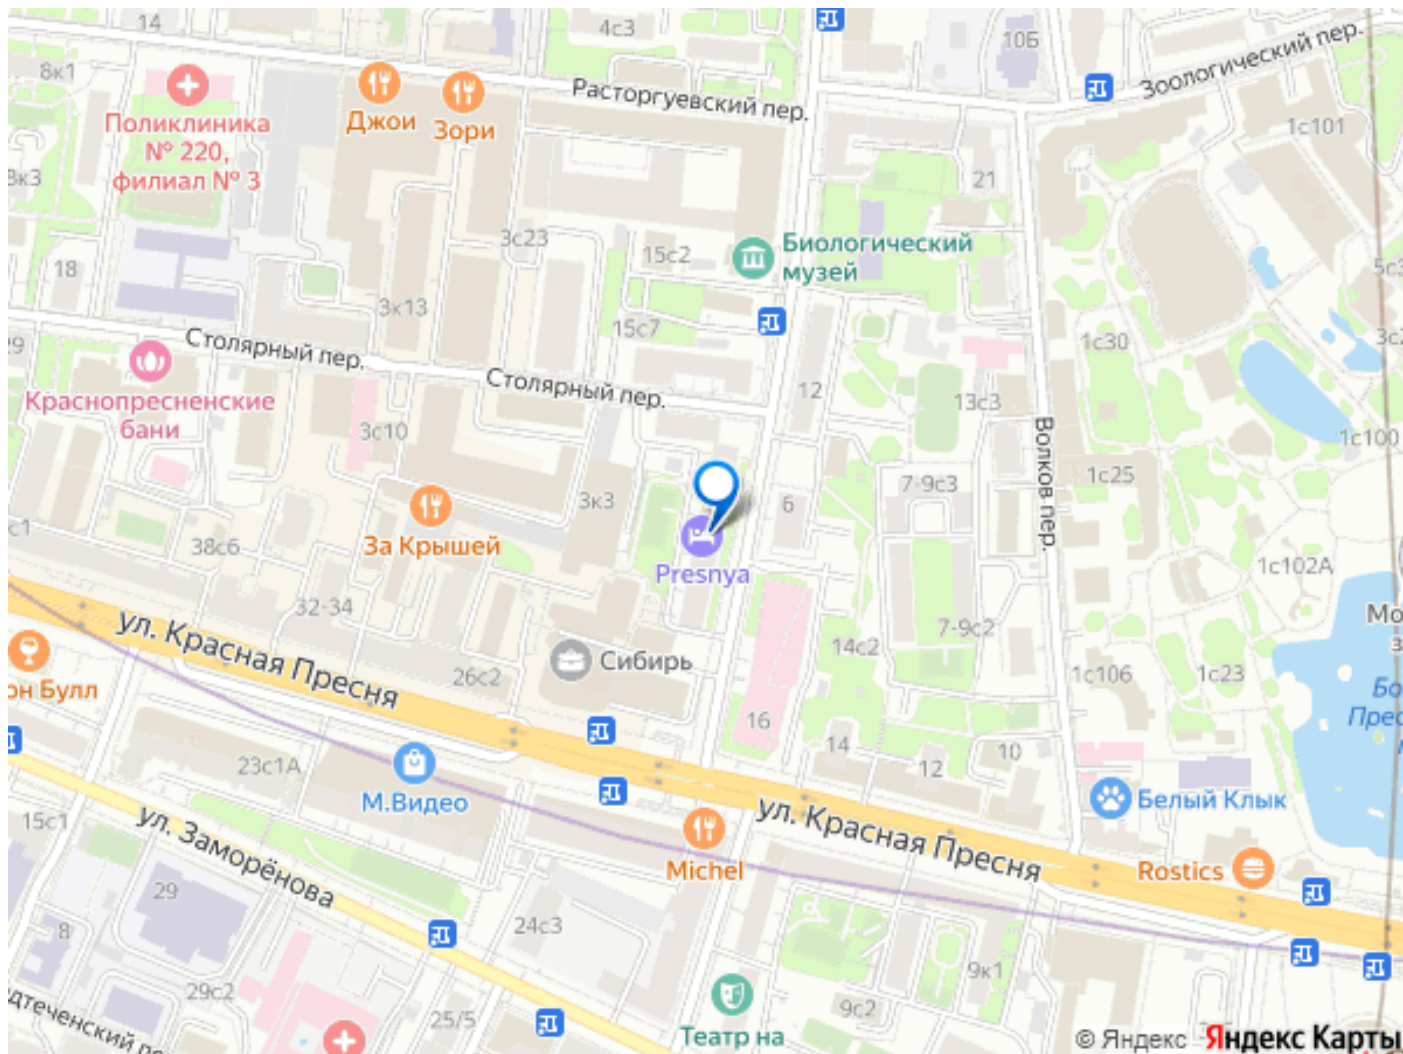 14
4с3
10Б
Зоологический пер.
8к1
Расторгуевский пер.
Джои
Зори
Поликлиника
№ 220,
филиал № 3
1с101
21
3с23
15с2
Биологический
музей
18
3к13
15с7
Столярный пер.
1с30
Столярный пер.
Краснопресненские
бани
12
13с3
3с10
Волков пер.
1с100
1с25
7-9с3
3к3
6
38с6
За Крышей
Presnya
1с102А
32-34
ул. Красная Пресня
7-9с2
14с2
Сибирь
26с2
1с106
1с23
16
14
12
10
23с1А
М.Видео
ул. Красная Пресня
Белый Клык
15с1
ул. Заморёнова
Michel
Rostics
29
24с3
8
9к1
29с2
25/5
9с2
Театр на
© Яндекс
Яндекс Карты